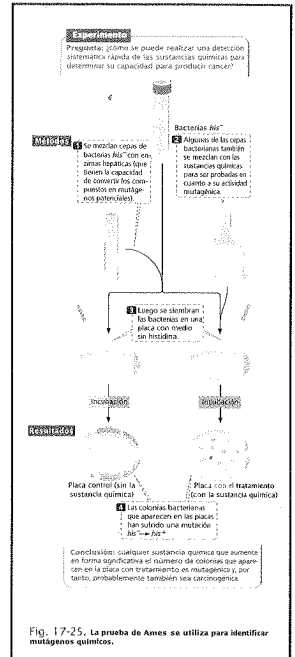 Experimento
Pregunta: ¿Cómo se puede realizar una detección
sistemática rápida de las sustancias químicas para
determinar su capacidad para producir cáncer?
Bacterias his⁻
Métodos
1 Se mezclan cepas de
bacterias his⁻ con en-
zimas hepáticas (que
tienen la capacidad
de convertir los com-
puestos en mutáge-
nos potenciales).
2 Algunas de las cepas
bacterianas también
se mezclan con las
sustancias químicas
para ser probadas en
cuanto a su actividad
mutagénica.
3 Luego se siembran
las bacterias en una
placa con medio
sin histidina.
Incubación
Incubación
Resultados
Placa control (sin la
sustancia química)
Placa con el tratamiento
(con la sustancia química)
4 Las colonias bacterianas
que aparecen en las placas
han sufrido una mutación
his⁻ → his⁺
Conclusión: cualquier sustancia química que aumente
en forma significativa el número de colonias que apare-
cen en la placa con tratamiento es mutagénica y, por
tanto, probablemente también sea carcinogénica.
Fig. 17-25. La prueba de Ames se utiliza para identificar
mutágenos químicos.